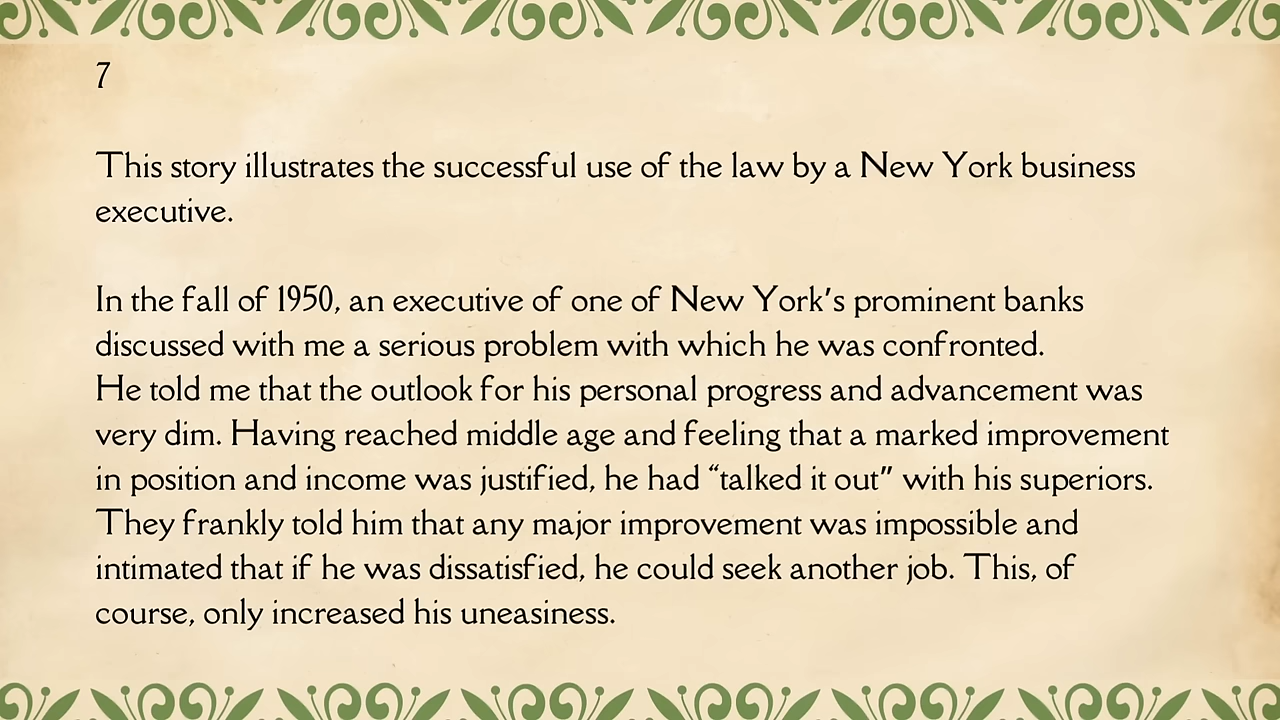 7
This story illustrates the successful use of the law by a New York business
executive.
In the fall of 1950, an executive of one of New York's prominent banks
discussed with me a serious problem with which he was confronted.
He told me that the outlook for his personal progress and advancement was
very dim. Having reached middle age and feeling that a marked improvement
in position and income was justified, he had “talked it out” with his superiors.
They frankly told him that any major improvement was impossible and
intimated that if he was dissatisfied, he could seek another job. This, of
course, only increased his uneasiness.